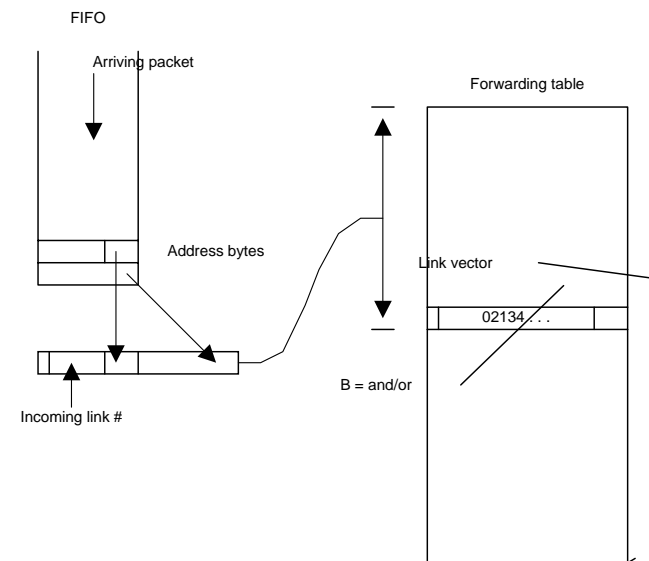 FIFO
Arriving packet
Forwarding table
Address bytes
Link vector
02134 . . .
B = and/or
Incoming link #